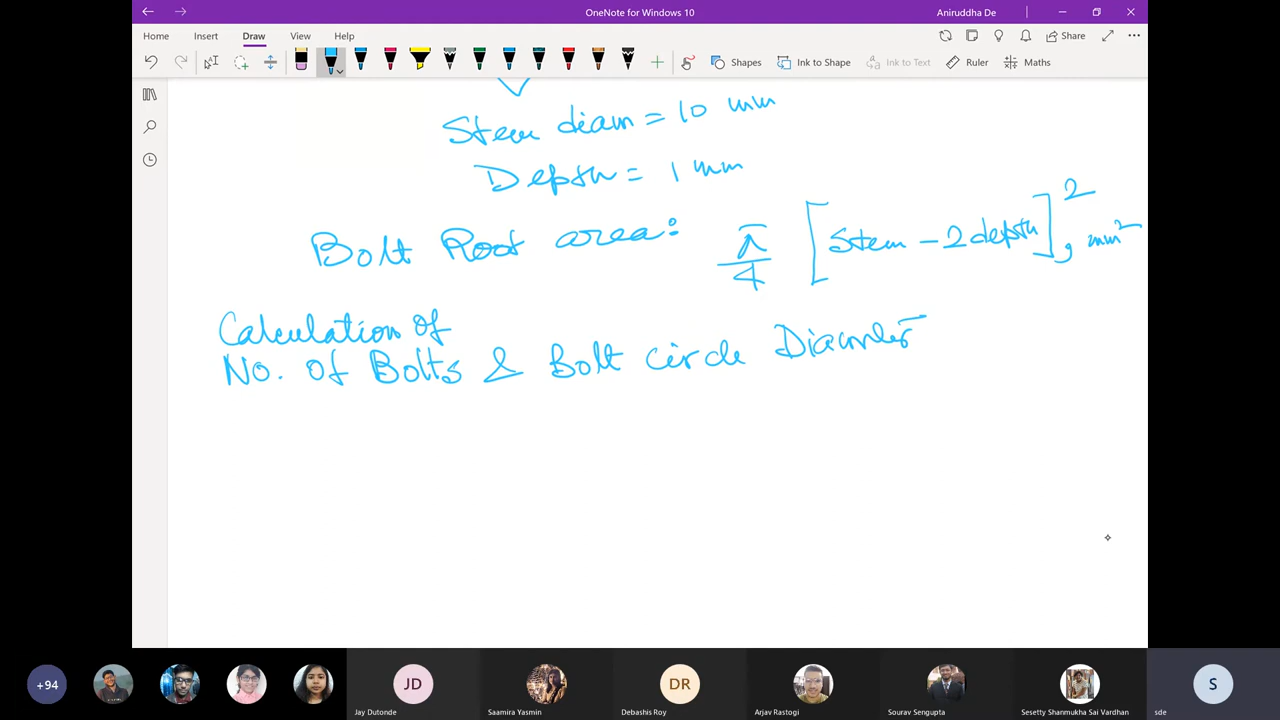 OneNote for Windows 10
Aniruddha De
Home Insert Draw View Help
Share
Shapes Ink to Shape Ink to Text Ruler Maths
Stem diam = 10 mm
Depth = 1 mm
Bolt Root area: π/4 [Stem - 2 depth]², mm²
Calculation of
No. of Bolts & Bolt circle Diameter
+94
JD DR S
Jay Dutonde Saamira Yasmin Debashis Roy Arjav Rastogi Sourav Sengupta Sesetty Shanmukha Sai Vardhan sde